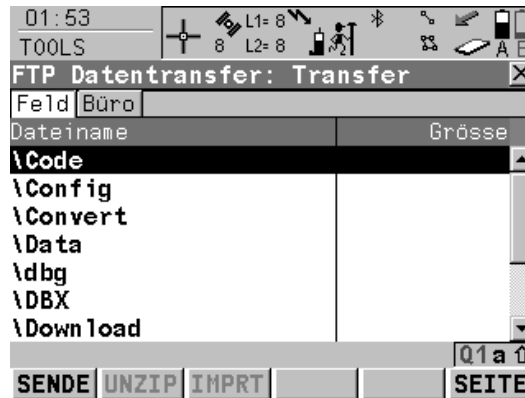 01:53
TOOLS
L1= 8
8 L2= 8
A B
FTP Datentransfer: Transfer
Feld Büro
Dateiname Grösse
\Code
\Config
\Convert
\Data
\dbg
\DBX
\Download
Q1 a
SENDE UNZIP IMPRT SEITE